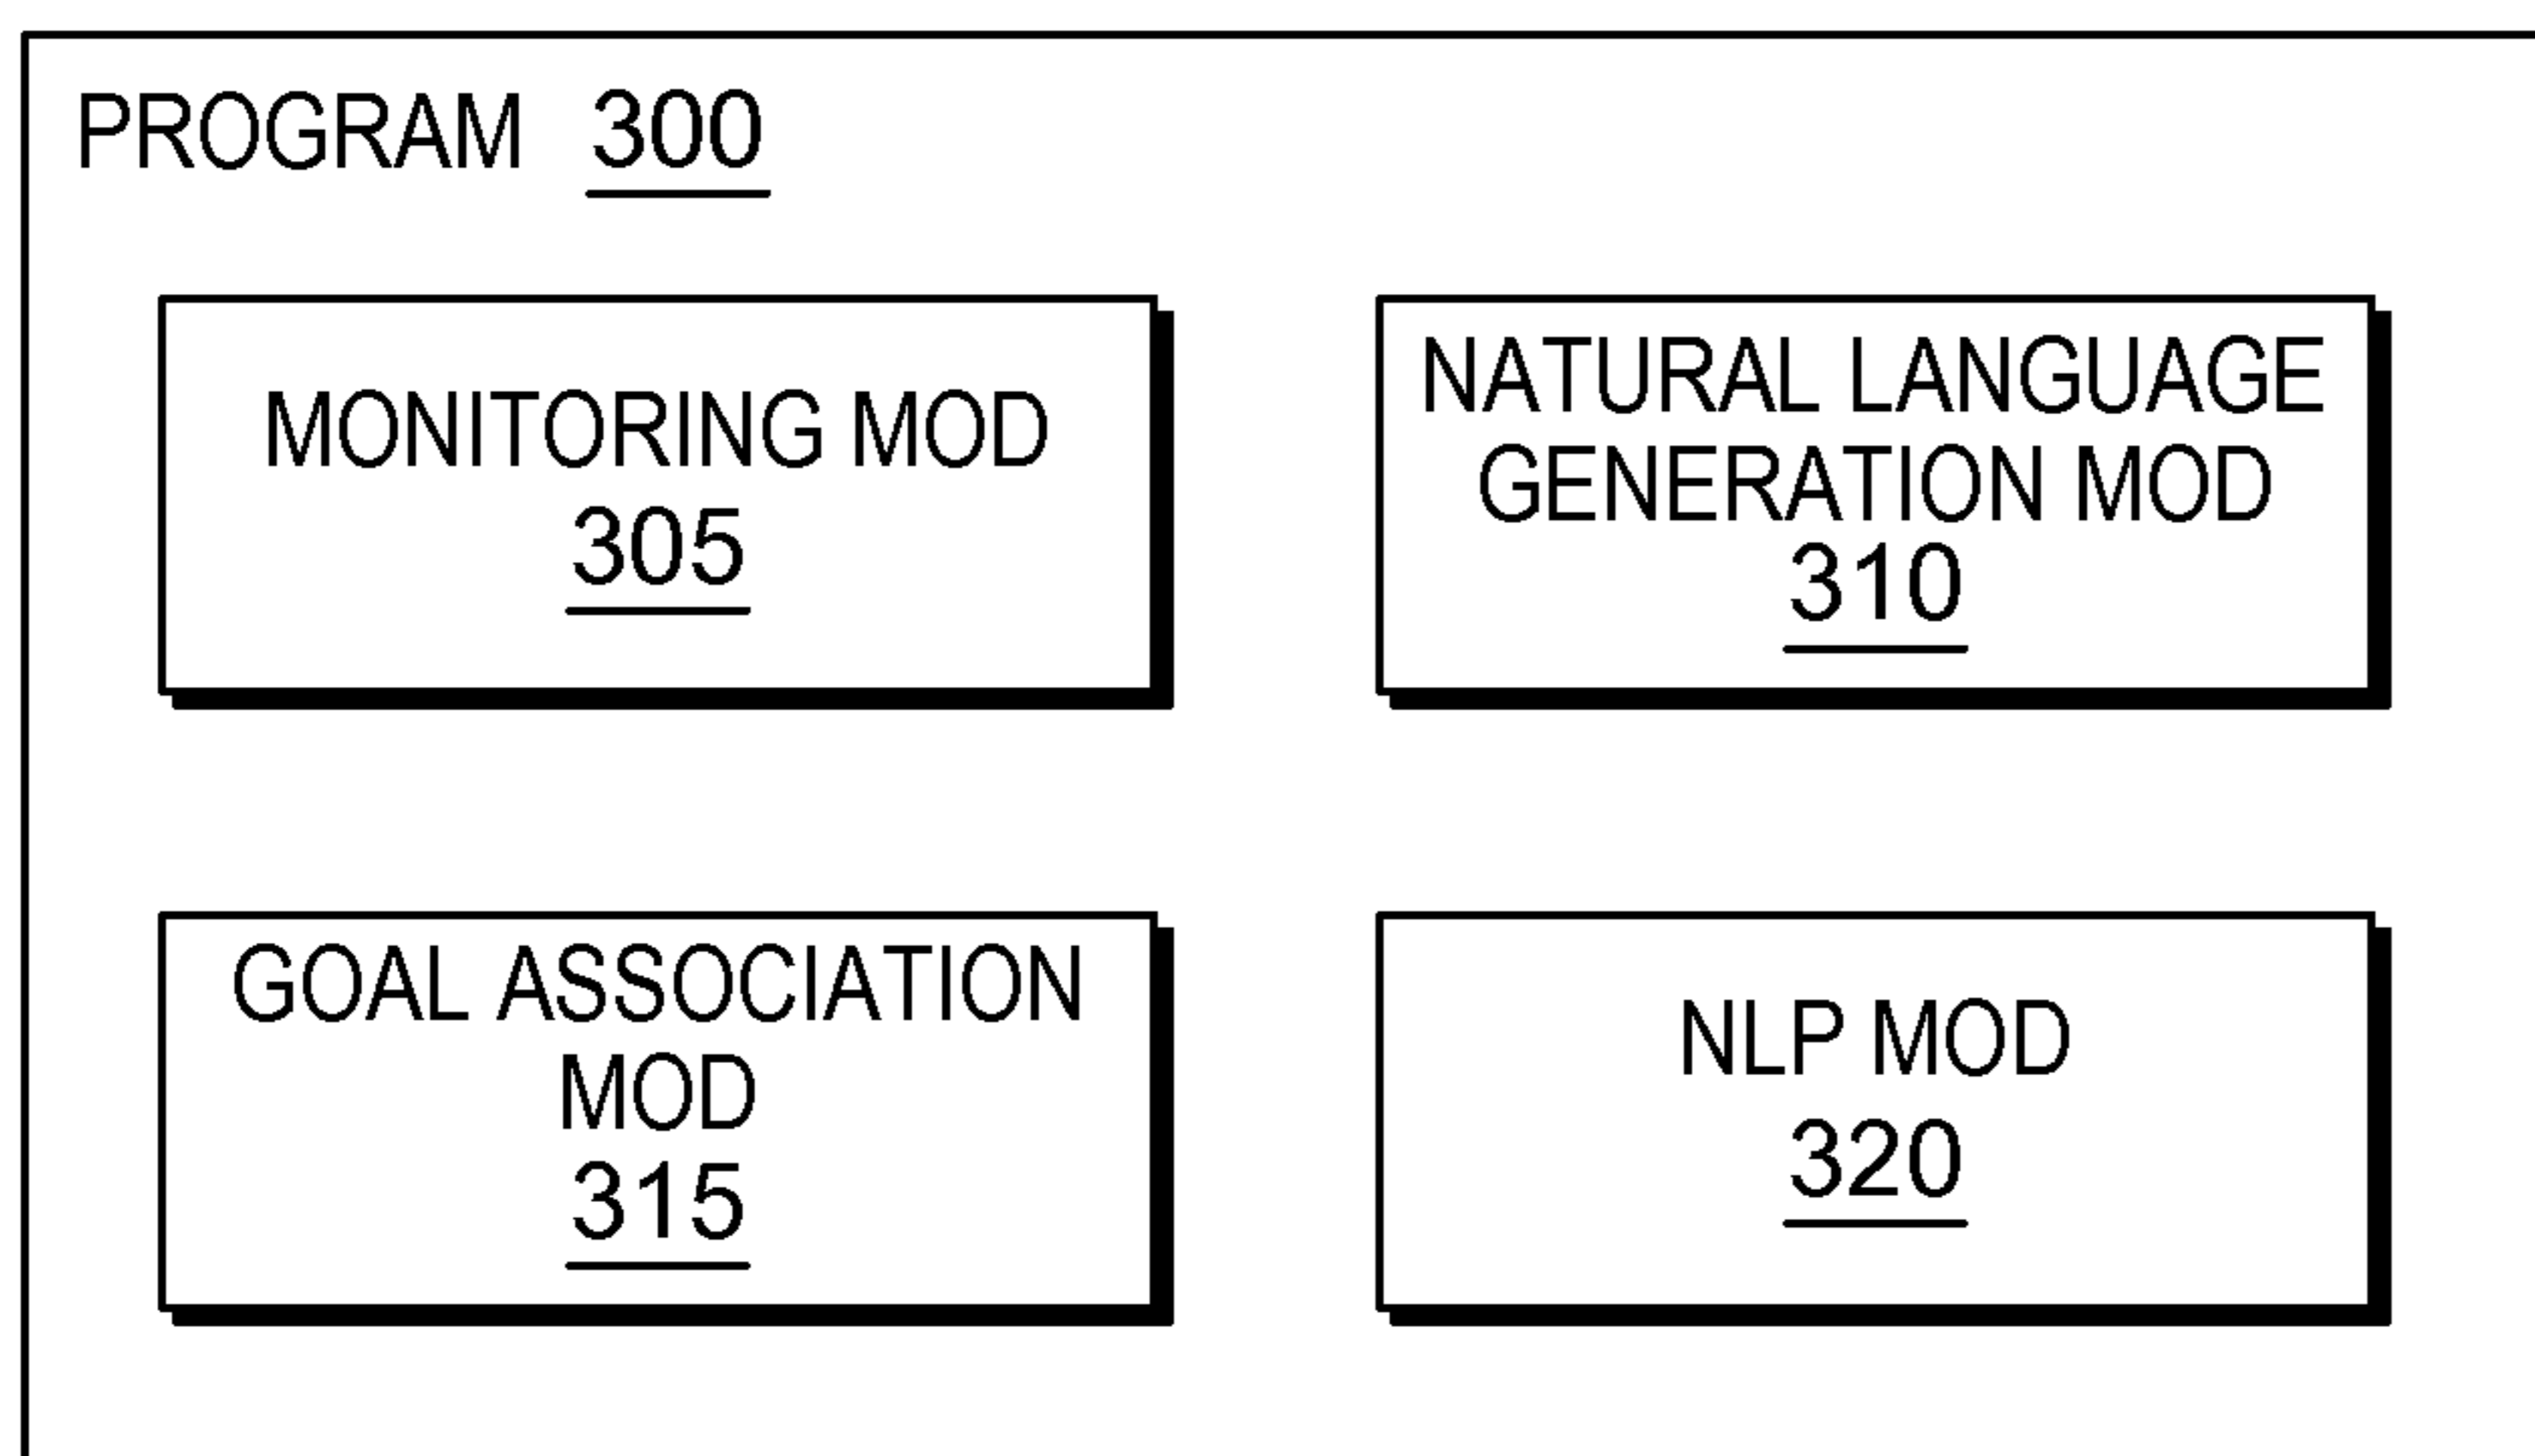 PROGRAM 300
MONITORING MOD
305
NATURAL LANGUAGE
GENERATION MOD
310
GOAL ASSOCIATION
MOD
315
NLP MOD
320